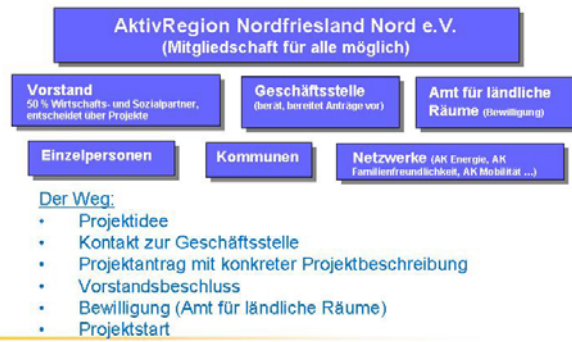 AktivRegion Nordfriesland Nord e.V.
(Mitgliedschaft für alle möglich)
Vorstand
50 % Wirtschafts- und Sozialpartner,
entscheidet über Projekte
Geschäftsstelle
(berät, bereitet Anträge vor)
Amt für ländliche
Räume (Bewilligung)
Einzelpersonen
Kommunen
Netzwerke (AK Energie, AK
Familienfreundlichkeit, AK Mobilität ...)
Der Weg:
• Projektidee
• Kontakt zur Geschäftsstelle
• Projektantrag mit konkreter Projektbeschreibung
• Vorstandsbeschluss
• Bewilligung (Amt für ländliche Räume)
• Projektstart